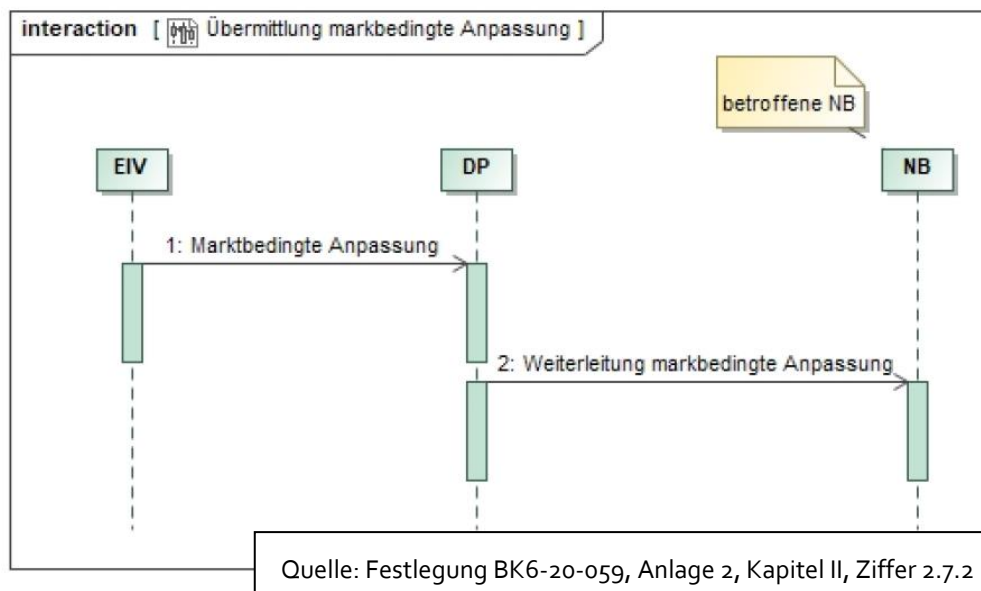 interaction [ Übermittlung markbedingte Anpassung ]
betroffene NB
EIV
DP
NB
1: Marktbedingte Anpassung
2: Weiterleitung markbedingte Anpassung
Quelle: Festlegung BK6-20-059, Anlage 2, Kapitel II, Ziffer 2.7.2